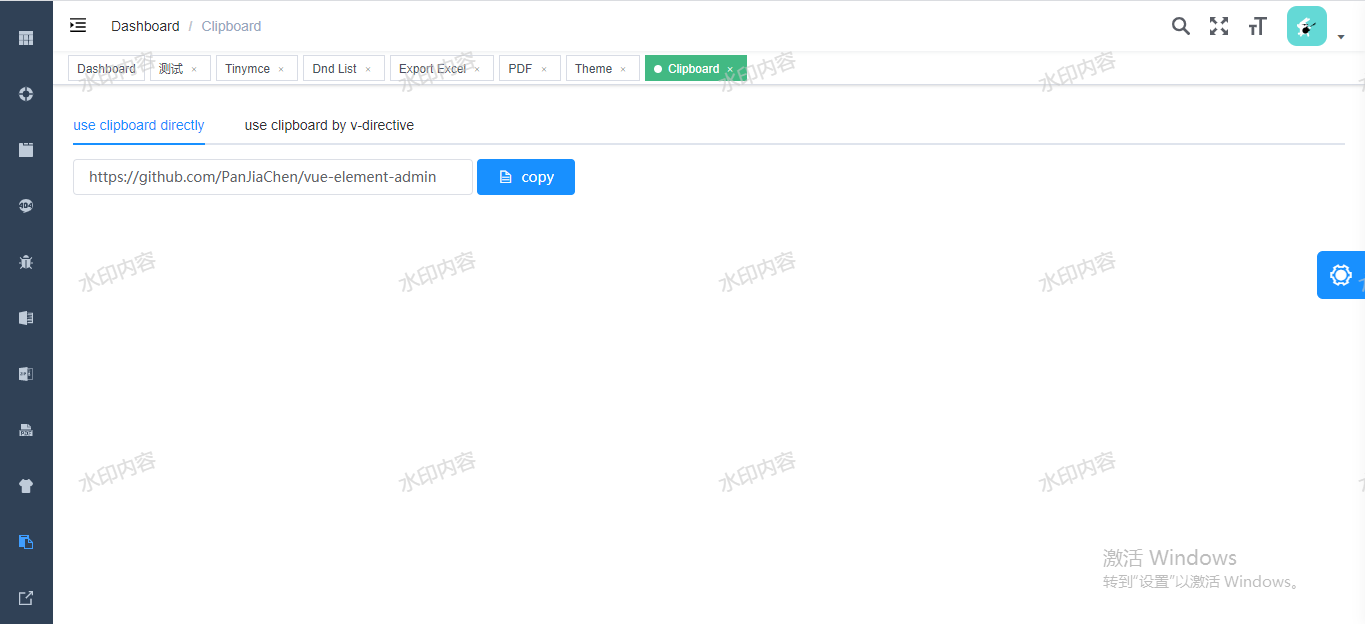 Dashboard / Clipboard
Dashboard 测试 × Tinymce × Dnd List × Export Excel × PDF × Theme × Clipboard ×
水印内容 水印内容 水印内容 水印内容
use clipboard directly use clipboard by v-directive
https://github.com/PanJiaChen/vue-element-admin copy
404
水印内容 水印内容 水印内容 水印内容
PDF
水印内容 水印内容 水印内容 水印内容
激活 Windows
转到"设置"以激活 Windows。